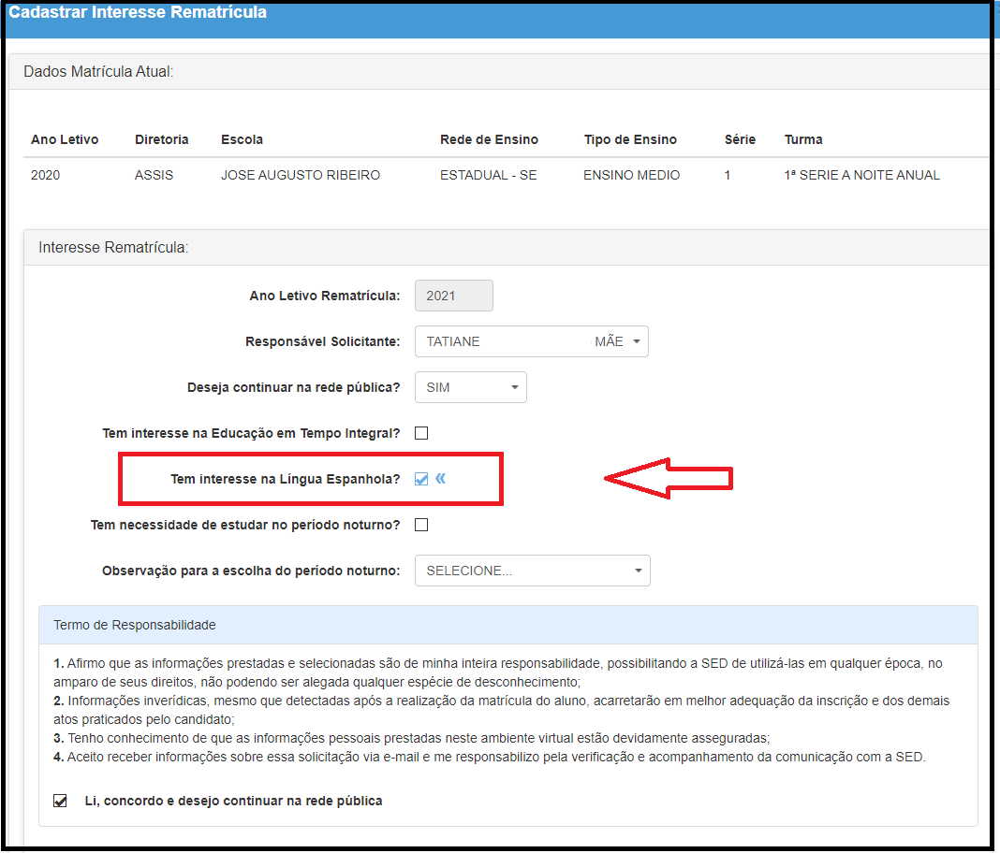 Cadastrar Interesse Rematrícula
Dados Matrícula Atual:
Ano Letivo Diretoria Escola Rede de Ensino Tipo de Ensino Série Turma
2020 ASSIS JOSE AUGUSTO RIBEIRO ESTADUAL - SE ENSINO MEDIO 1 1ª SERIE A NOITE ANUAL
Interesse Rematrícula:
Ano Letivo Rematrícula: 2021
Responsável Solicitante: TATIANE MÃE
Deseja continuar na rede pública? SIM
Tem interesse na Educação em Tempo Integral?
Tem interesse na Língua Espanhola? «
Tem necessidade de estudar no período noturno?
Observação para a escolha do período noturno: SELECIONE...
Termo de Responsabilidade
1. Afirmo que as informações prestadas e selecionadas são de minha inteira responsabilidade, possibilitando a SED de utilizá-las em qualquer época, no
amparo de seus direitos, não podendo ser alegada qualquer espécie de desconhecimento;
2. Informações inverídicas, mesmo que detectadas após a realização da matrícula do aluno, acarretarão em melhor adequação da inscrição e dos demais
atos praticados pelo candidato;
3. Tenho conhecimento de que as informações pessoais prestadas neste ambiente virtual estão devidamente asseguradas;
4. Aceito receber informações sobre essa solicitação via e-mail e me responsabilizo pela verificação e acompanhamento da comunicação com a SED.
Li, concordo e desejo continuar na rede pública